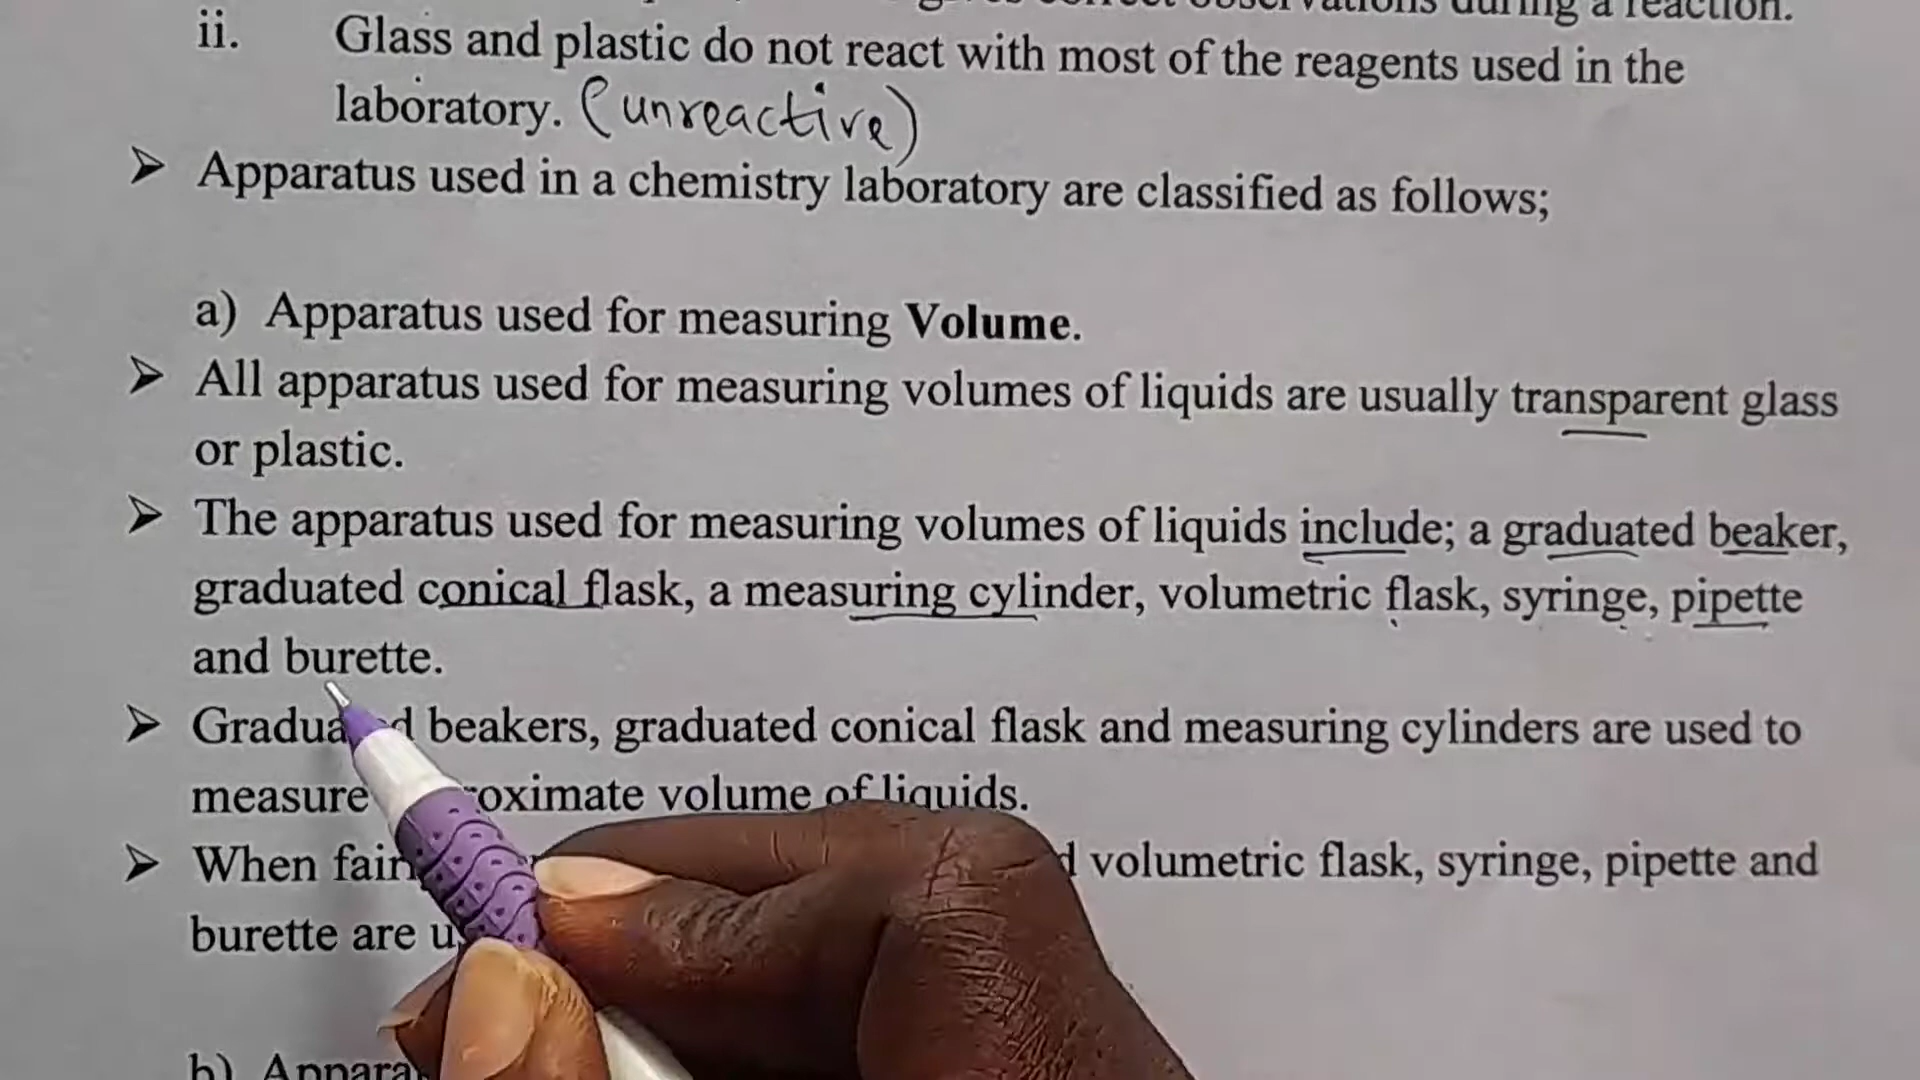 correct observations during a reaction.
ii. Glass and plastic do not react with most of the reagents used in the
laboratory. (unreactive)
➤ Apparatus used in a chemistry laboratory are classified as follows;
a) Apparatus used for measuring Volume.
➤ All apparatus used for measuring volumes of liquids are usually transparent glass
or plastic.
➤ The apparatus used for measuring volumes of liquids include; a graduated beaker,
graduated conical flask, a measuring cylinder, volumetric flask, syringe, pipette
and burette.
➤ beakers, graduated conical flask and measuring cylinders are used to
measure volume of liquids.
➤ When volumetric flask, syringe, pipette and
burette are
b)